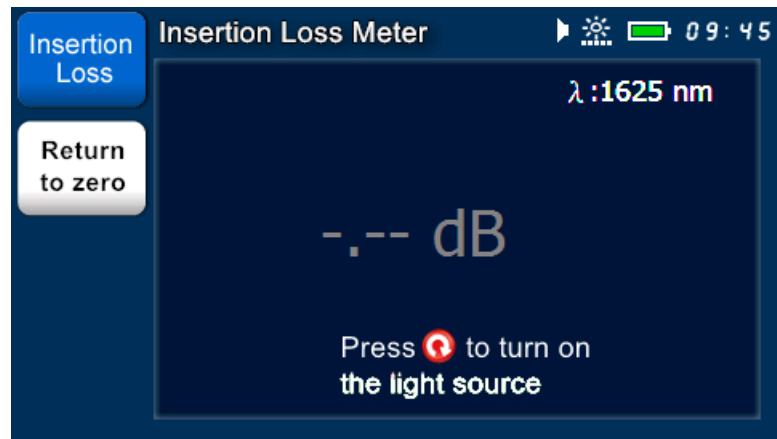 Insertion
Loss
Insertion Loss Meter
09:45
λ:1625 nm
Return
to zero
-.-- dB
Press to turn on
the light source